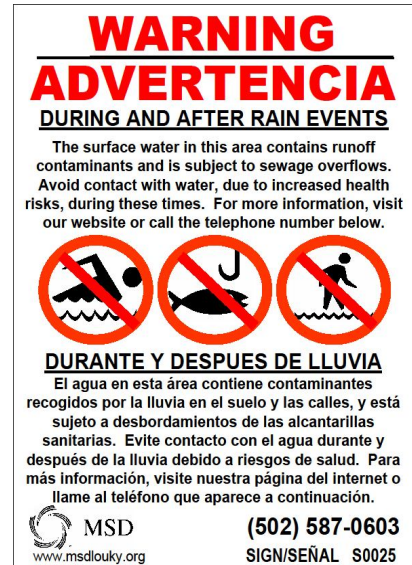 WARNING
ADVERTENCIA
DURING AND AFTER RAIN EVENTS
The surface water in this area contains runoff
contaminants and is subject to sewage overflows.
Avoid contact with water, due to increased health
risks, during these times.  For more information, visit
our website or call the telephone number below.
DURANTE Y DESPUES DE LLUVIA
El agua en esta área contiene contaminantes
recogidos por la lluvia en el suelo y las calles, y está
sujeto a desbordamientos de las alcantarillas
sanitarias.  Evite contacto con el agua durante y
después de la lluvia debido a riesgos de salud.  Para
más información, visite nuestra página del internet o
llame al teléfono que aparece a continuación.
MSD
(502) 587-0603
www.msdlouky.org
SIGN/SEÑAL  S0025